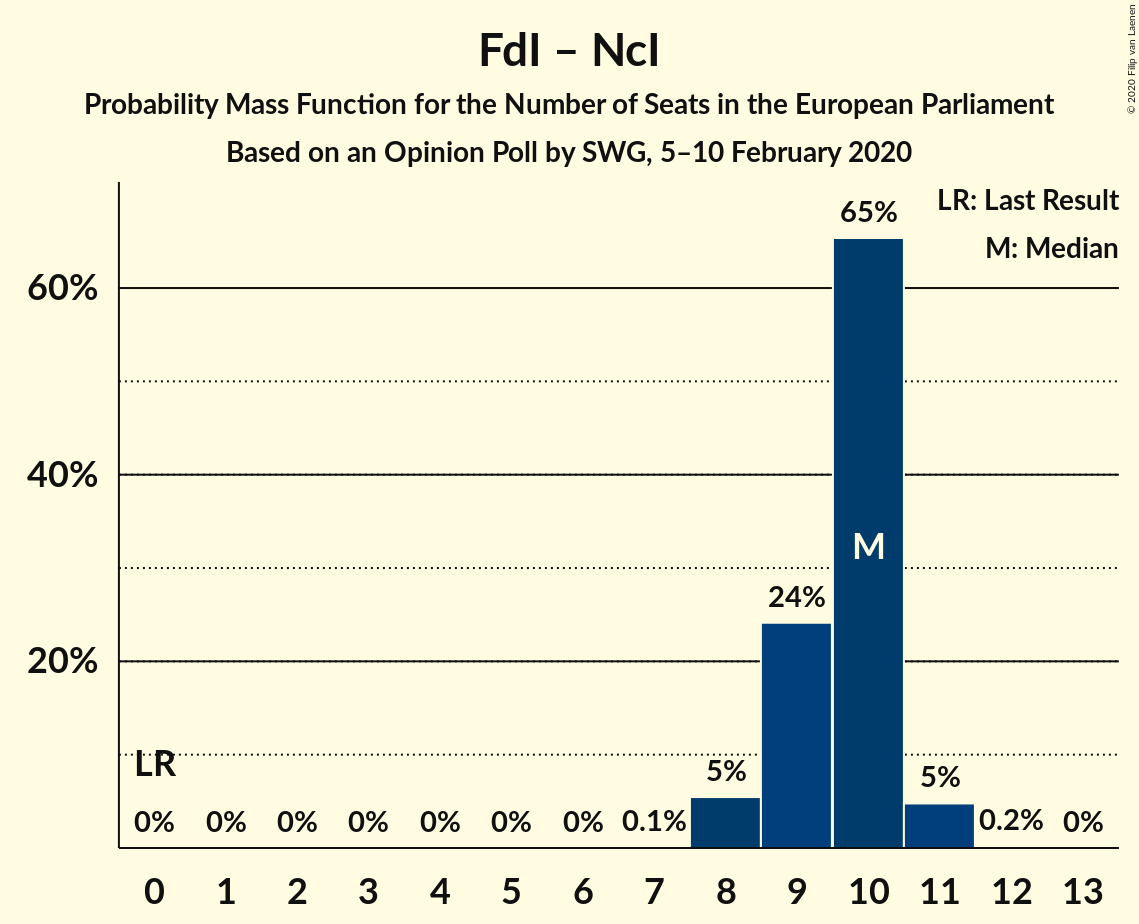 FdI – NcI
Probability Mass Function for the Number of Seats in the European Parliament
Based on an Opinion Poll by SWG, 5–10 February 2020
© 2020 Filip van Laenen
LR: Last Result
M: Median
65%
60%
40%
M
24%
20%
LR
5%
5%
0% 0% 0% 0% 0% 0% 0% 0.1% 0.2% 0%
0 1 2 3 4 5 6 7 8 9 10 11 12 13